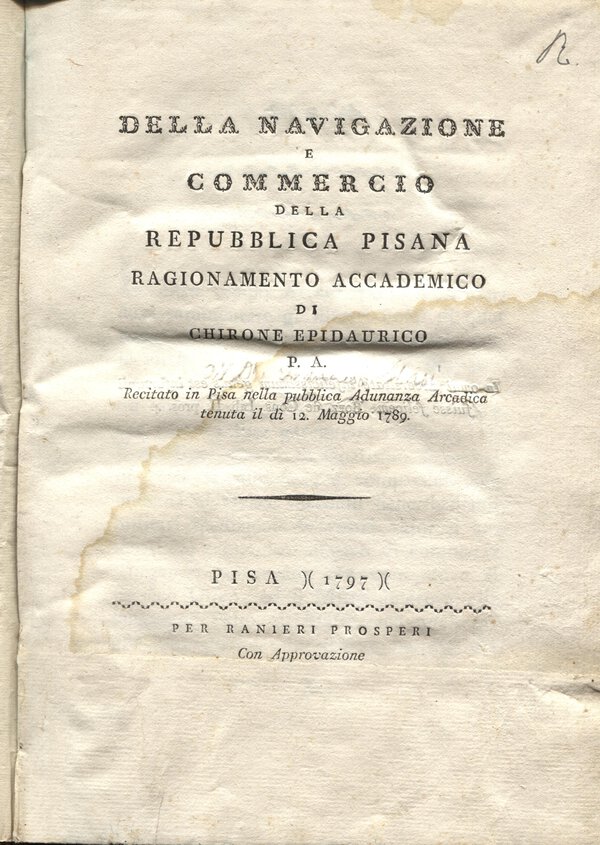 R.
DELLA NAVIGAZIONE
E
COMMERCIO
DELLA
REPUBBLICA PISANA
RAGIONAMENTO ACCADEMICO
DI
CHIRONE EPIDAURICO
P. A.
Recitato in Pisa nella pubblica Adunanza Arcadica
tenuta il dì 12. Maggio 1789.
PISA )( 1797 )(
PER RANIERI PROSPERI
Con Approvazione